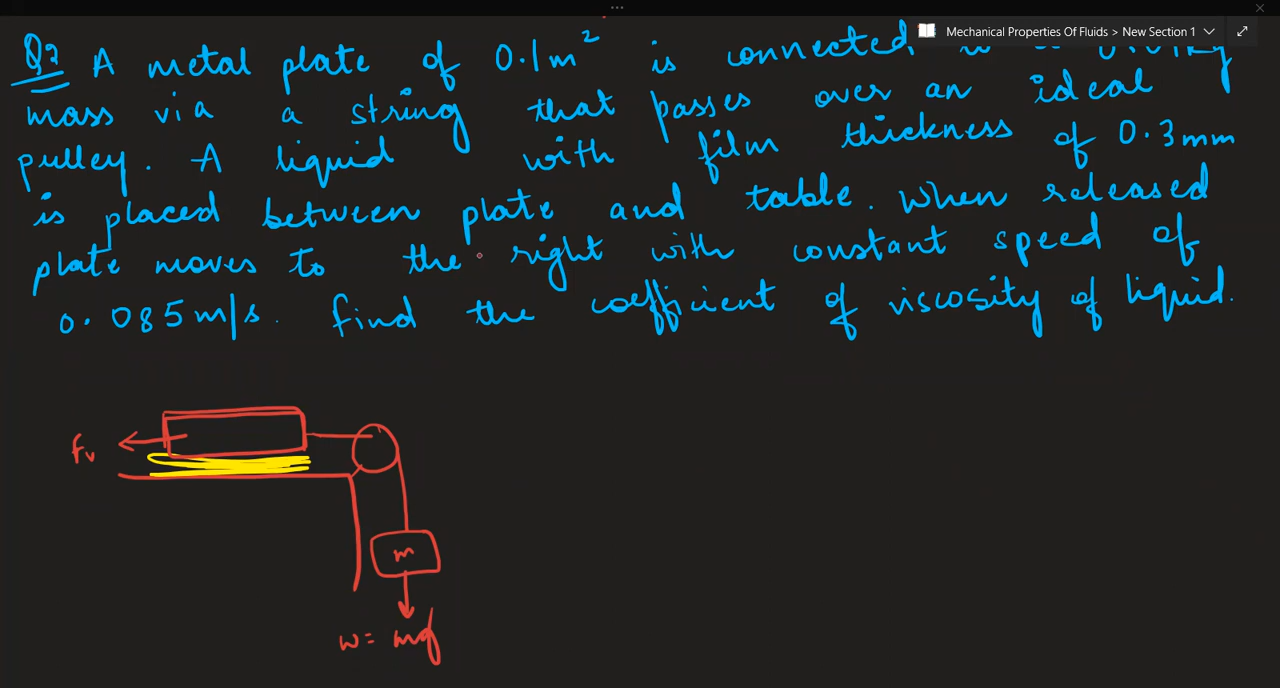 Mechanical Properties Of Fluids > New Section 1
Q2 A metal plate of 0.1m² is connected
mass via a string that passes over an ideal
pulley. A liquid with film thickness of 0.3mm
is placed between plate and table. When released
plate moves to the right with constant speed of
0.085m/s. find the coefficient of viscosity of liquid.
fv
m
w = mg